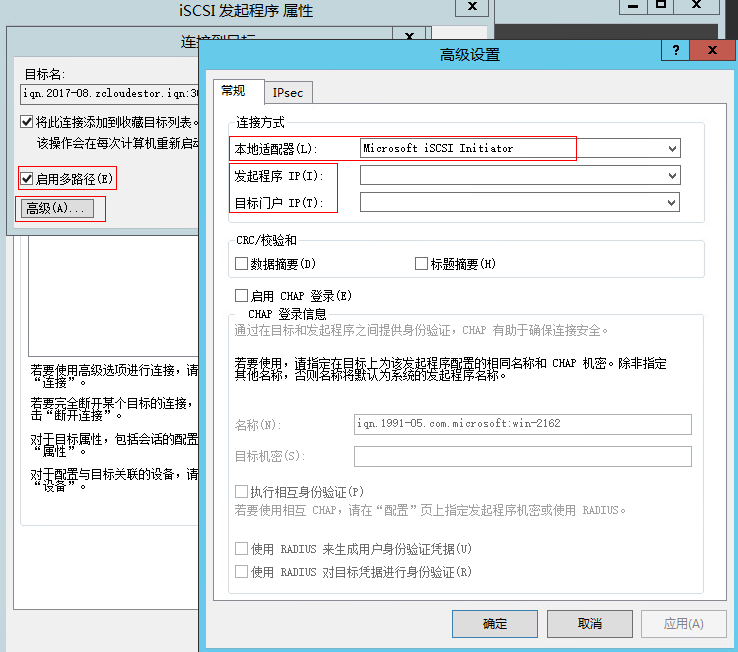 iSCSI 发起程序 属性
x
x
连接到目标
x
目标名:
iqn.2017-08.zcloudestor.iqn:30
将此连接添加到收藏目标列表。
该操作会在每次计算机重新启动
启用多路径(E)
高级(A)...
若要使用高级选项进行连接，请
“连接”。
若要完全断开某个目标的连接，
击“断开连接”。
对于目标属性，包括会话的配置
“属性”。
对于配置与目标关联的设备，请
“设备”。
高级设置
?
x
常规
IPsec
连接方式
本地适配器(L):
Microsoft iSCSI Initiator
发起程序 IP(I):
目标门户 IP(T):
CRC/校验和
数据摘要(D)
标题摘要(H)
启用 CHAP 登录(E)
CHAP 登录信息
通过在目标和发起程序之间提供身份验证，CHAP 有助于确保连接安全。
若要使用，请指定在目标上为该发起程序配置的相同名称和 CHAP 机密。除非指定
其他名称，否则名称将默认为系统的发起程序名称。
名称(N):
iqn.1991-05.com.microsoft:win-2162
目标机密(S):
执行相互身份验证(P)
若要使用相互 CHAP，请在“配置”页上指定发起程序机密或使用 RADIUS。
使用 RADIUS 来生成用户身份验证凭据(U)
使用 RADIUS 对目标凭据进行身份验证(R)
确定
取消
应用(A)